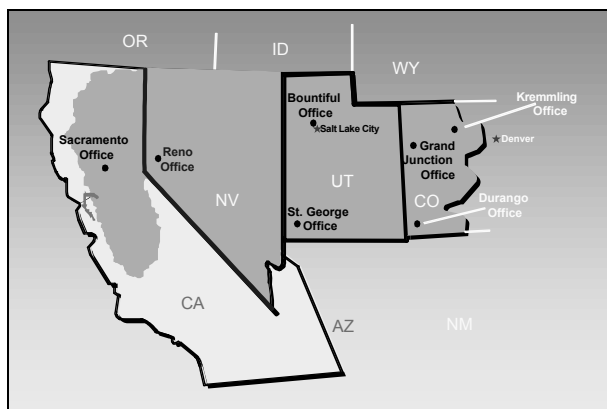 OR
ID
WY
Kremmling
Office
Bountiful
Office
Salt Lake City
Denver
Sacramento
Office
Reno
Office
Grand
Junction
Office
UT
NV
CO
Durango
Office
St. George
Office
CA
AZ
NM